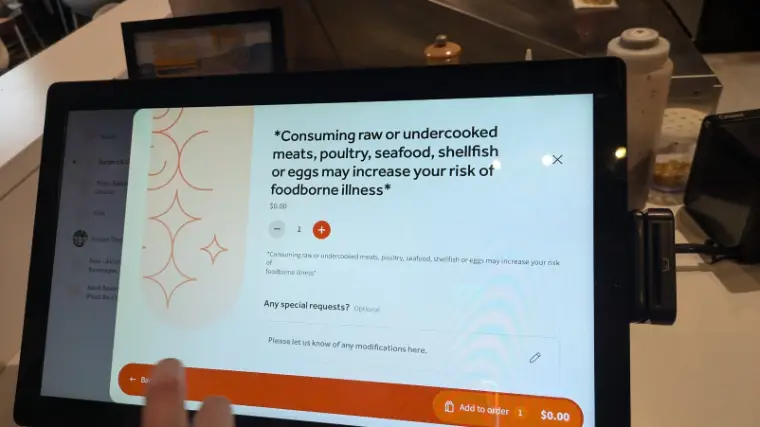 *Consuming raw or undercooked
meats, poultry, seafood, shellfish
or eggs may increase your risk of
foodborne illness*
$0.00
1
*Consuming raw or undercooked meats, poultry, seafood, shellfish or eggs may increase your risk
of
foodborne illness*
Any special requests? Optional
Please let us know of any modifications here.
Add to order 1 $0.00